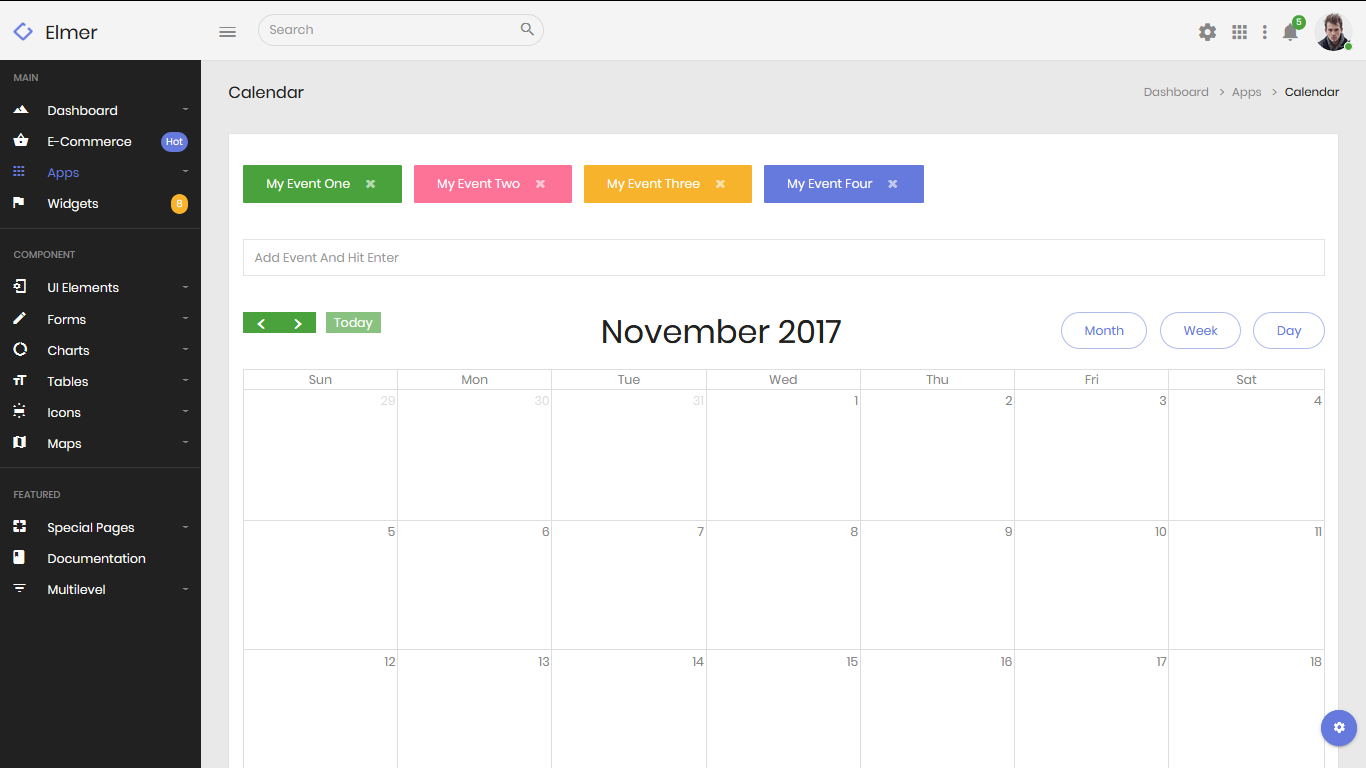 Elmer
Search
5
MAIN
Dashboard
E-Commerce Hot
Apps
Widgets 8
COMPONENT
UI Elements
Forms
Charts
Tables
Icons
Maps
FEATURED
Special Pages
Documentation
Multilevel
Calendar
Dashboard > Apps > Calendar
My Event One My Event Two My Event Three My Event Four
Add Event And Hit Enter
Today November 2017 Month Week Day
Sun Mon Tue Wed Thu Fri Sat
29 30 31 1 2 3 4
5 6 7 8 9 10 11
12 13 14 15 16 17 18